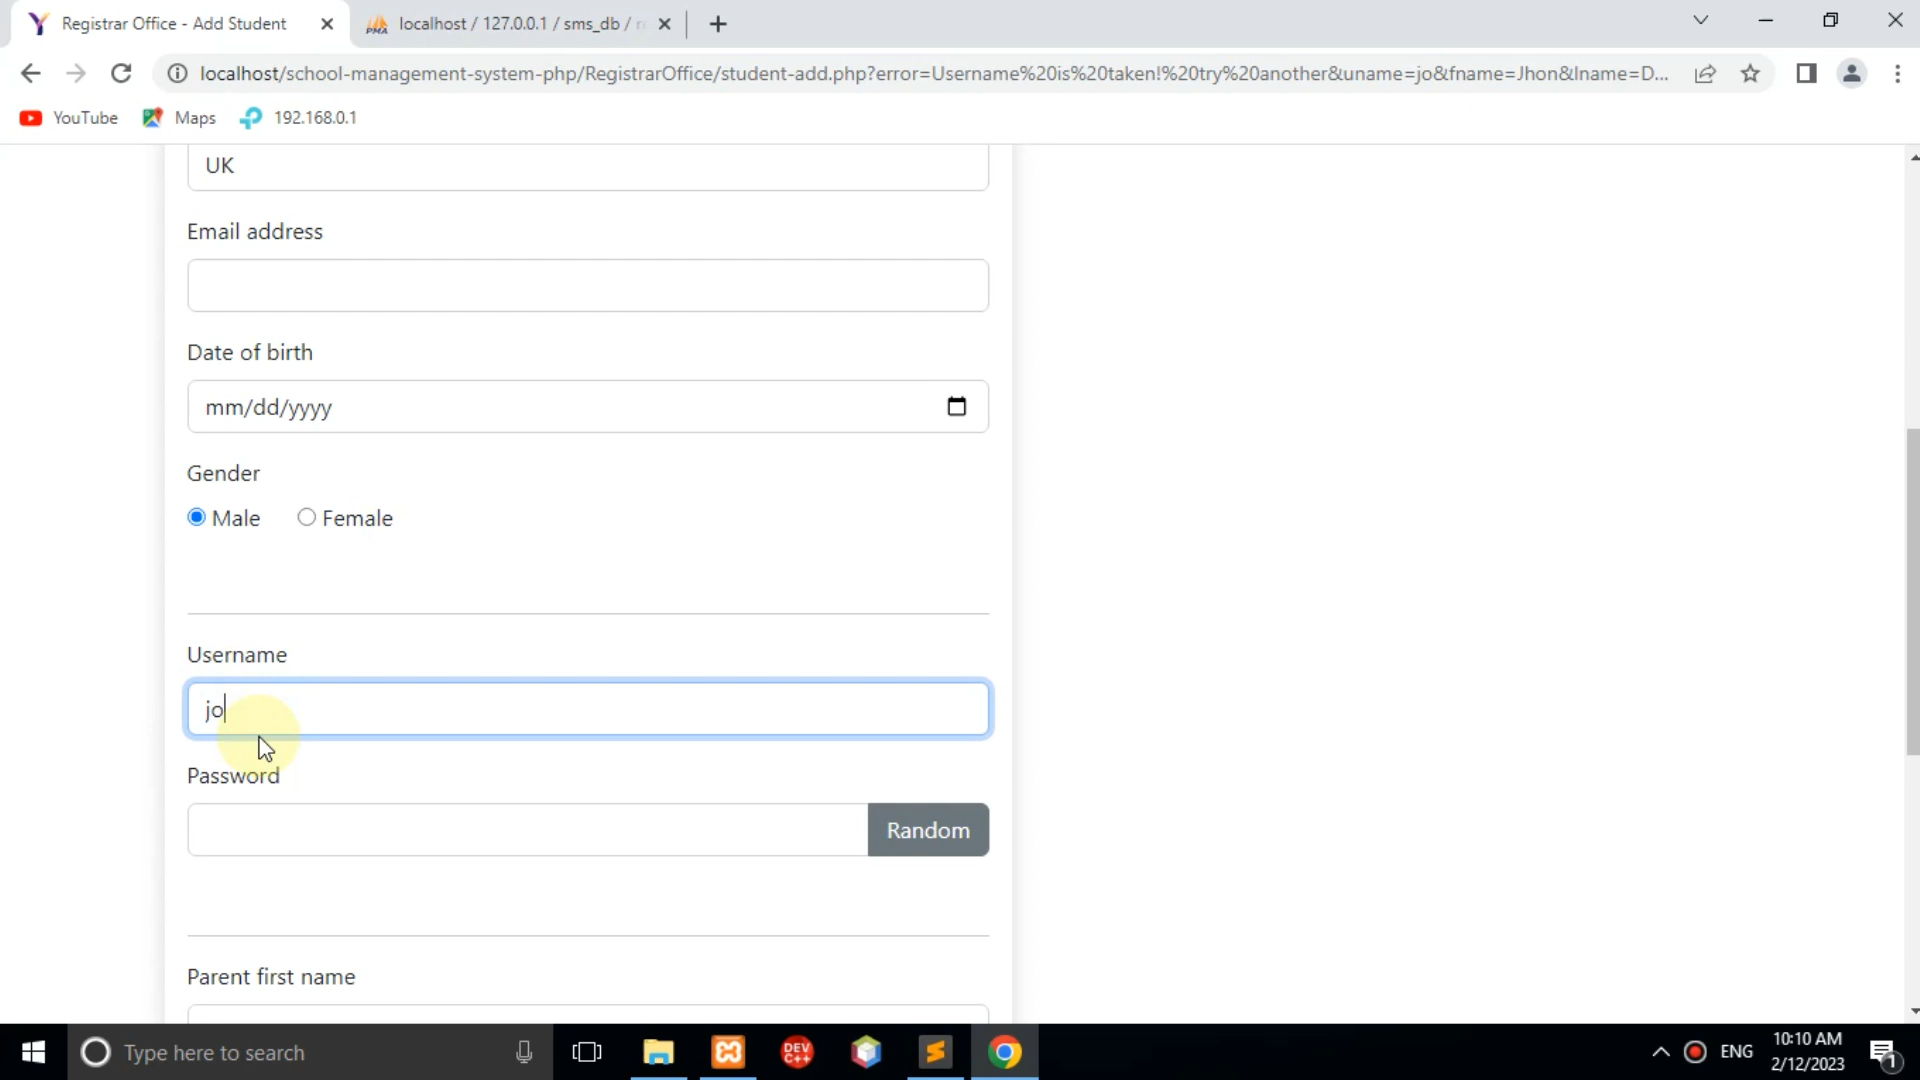 Registrar Office - Add Student
localhost / 127.0.0.1 / sms_db /
localhost/school-management-system-php/RegistrarOffice/student-add.php?error=Username%20is%20taken!%20try%20another&uname=jo&fname=Jhon&lname=D...
YouTube
Maps
192.168.0.1
UK
Email address
Date of birth
mm/dd/yyyy
Gender
Male
Female
Username
jo
Password
Random
Parent first name
Type here to search
DEV
C++
ENG
10:10 AM
2/12/2023
1